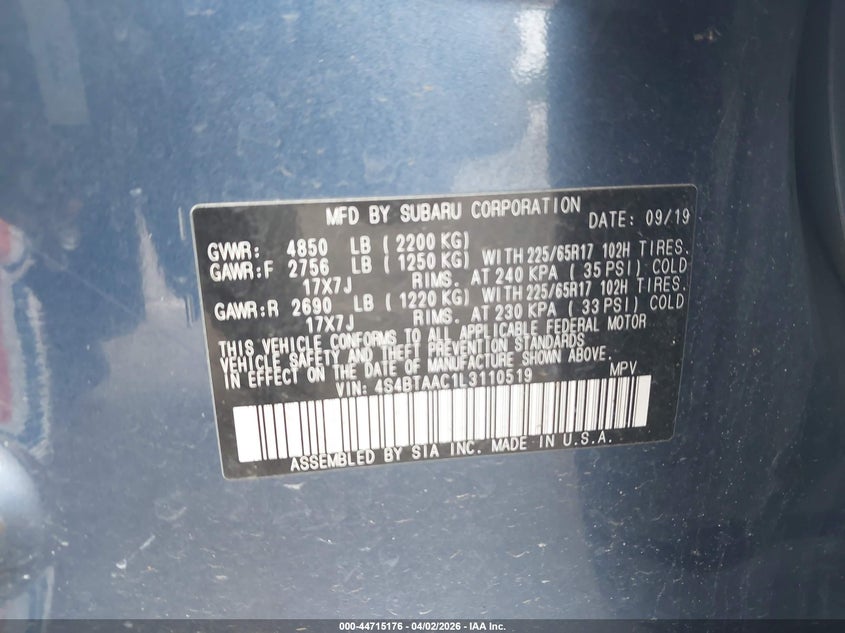 MFD BY SUBARU CORPORATION DATE: 09/19
GVWR: 4850 LB ( 2200 KG)
GAWR:F 2756 LB ( 1250 KG) WITH 225/65R17 102H TIRES.
17X7J RIMS. AT 240 KPA ( 35 PSI) COLD
GAWR:R 2690 LB ( 1220 KG) WITH 225/65R17 102H TIRES.
17X7J RIMS. AT 230 KPA ( 33 PSI) COLD
THIS VEHICLE CONFORMS TO ALL APPLICABLE FEDERAL MOTOR
VEHICLE SAFETY AND THEFT PREVENTION STANDARDS
IN EFFECT ON THE DATE OF MANUFACTURE SHOWN ABOVE.
VIN: 4S4BTAAC1L3110519 MPV
ASSEMBLED BY SIA INC. MADE IN U.S.A.
000-44715176 - 04/02/2026 - IAA Inc.